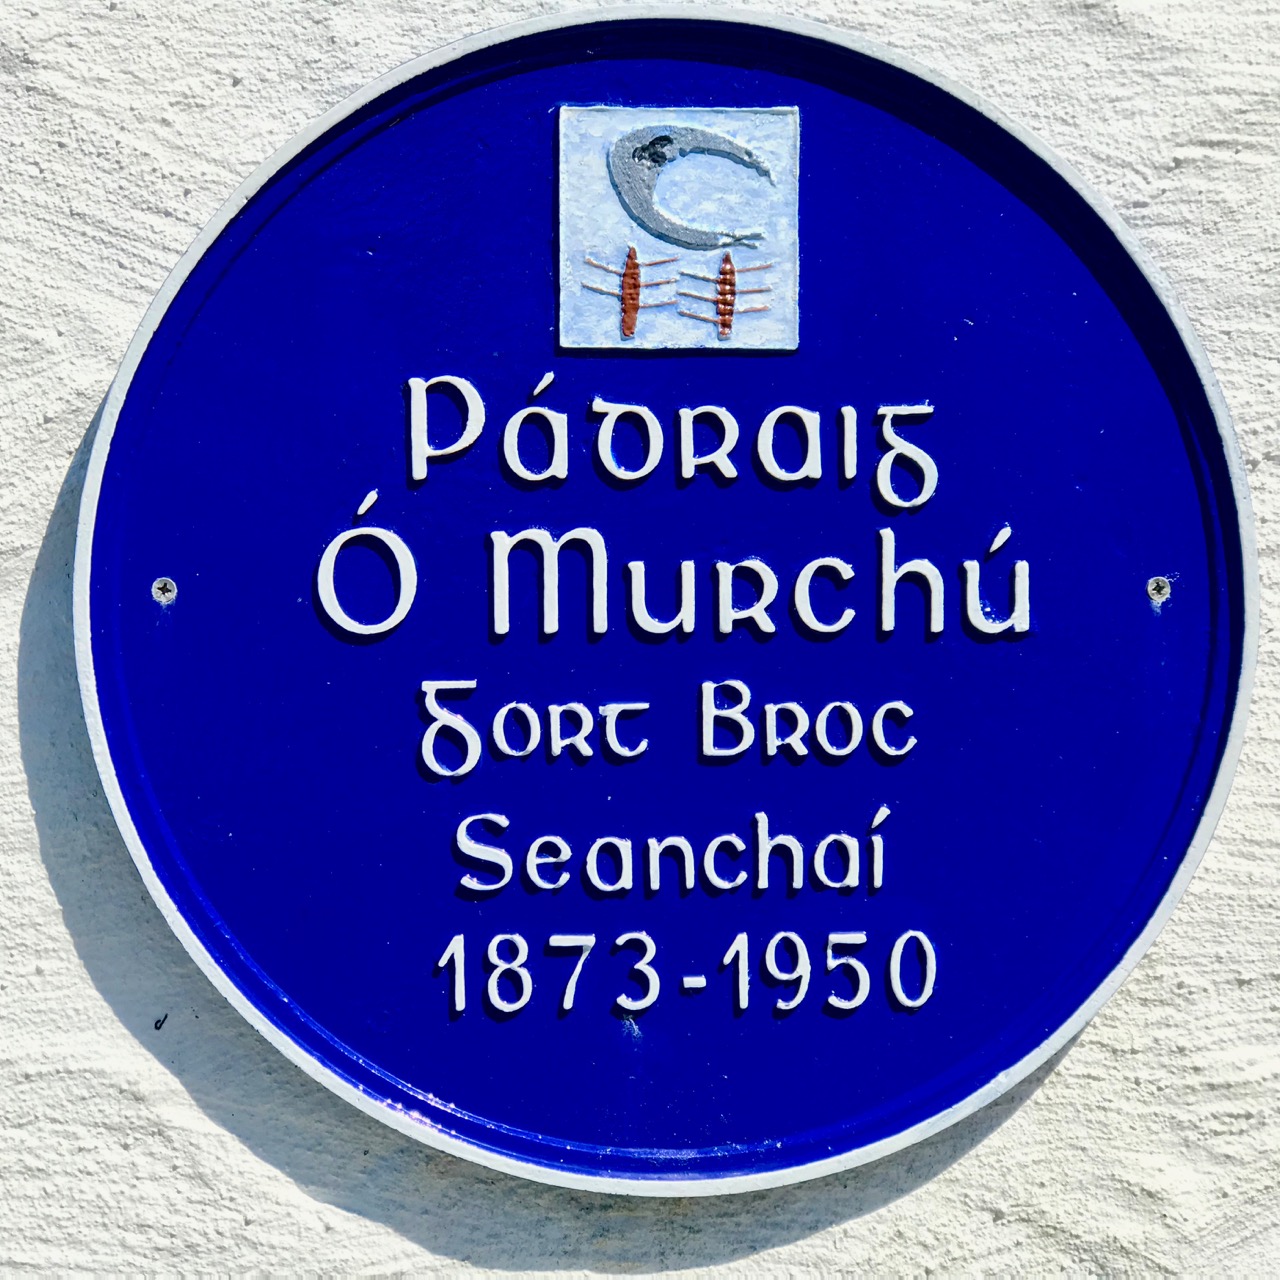 Pádraig
Ó Murchú
Gort Broc
Seanchaí
1873-1950